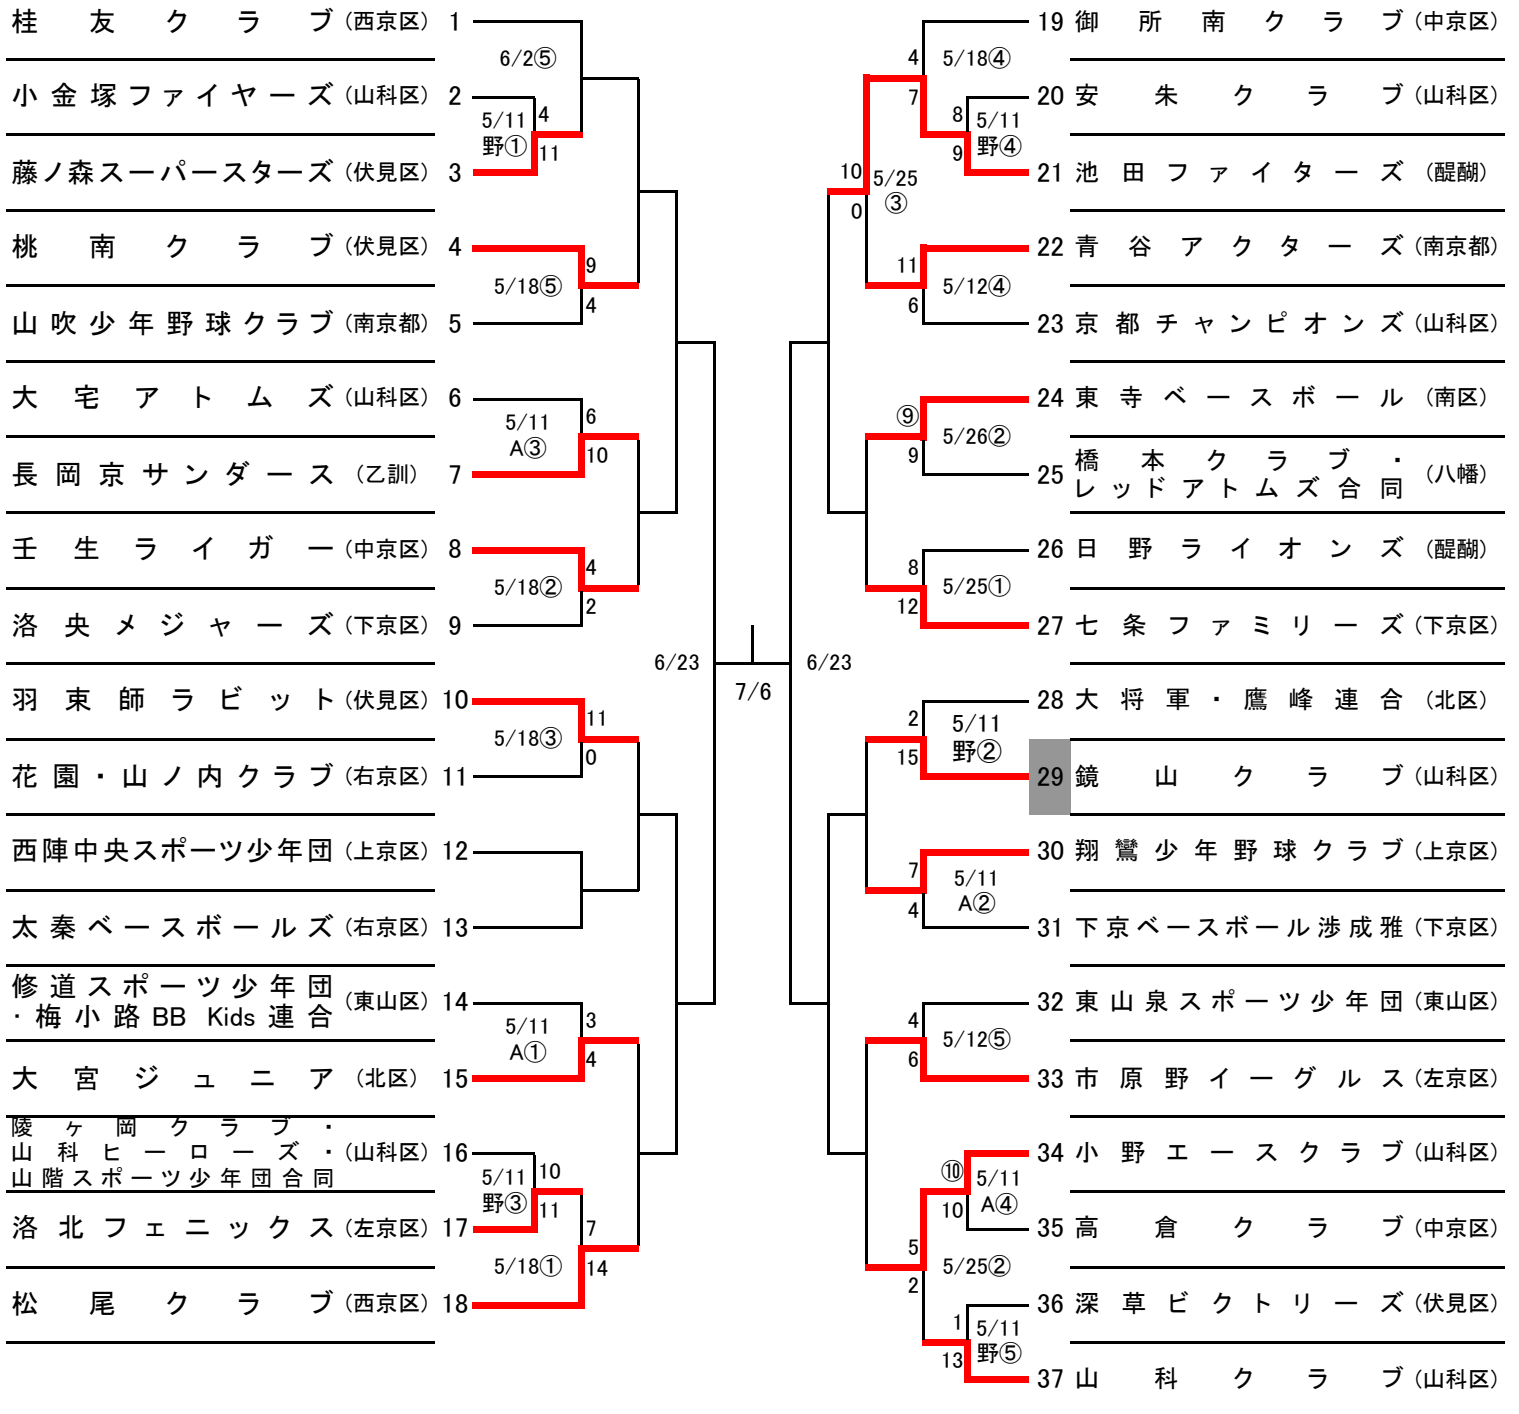 桂友クラブ (西京区) 1
6/2⑤
小金塚ファイヤーズ (山科区) 2
5/11 4
野① 11
藤ノ森スーパースターズ (伏見区) 3
桃南クラブ (伏見区) 4
9
5/18⑤
4
山吹少年野球クラブ (南京都) 5
大宅アトムズ (山科区) 6
6
5/11
A③
10
長岡京サンダース (乙訓) 7
壬生ライガー (中京区) 8
4
5/18②
2
洛央メジャーズ (下京区) 9
羽束師ラビット (伏見区) 10
11
5/18③
0
花園・山ノ内クラブ (右京区) 11
西陣中央スポーツ少年団 (上京区) 12
太秦ベースボールズ (右京区) 13
修道スポーツ少年団
・梅小路BB Kids連合 (東山区) 14
3
5/11
A①
4
大宮ジュニア (北区) 15
陵ヶ岡クラブ・
山科ヒーローズ・ (山科区) 16
山階スポーツ少年団合同
5/11 10
野③ 11
洛北フェニックス (左京区) 17
7
5/18①
14
松尾クラブ (西京区) 18
6/23
7/6
6/23
19 御所南クラブ (中京区)
4
5/18④
7
20 安朱クラブ (山科区)
8 5/11
9 野④
21 池田ファイターズ (醍醐)
10 5/25
③
0
22 青谷アクターズ (南京都)
11
5/12④
6
23 京都チャンピオンズ (山科区)
24 東寺ベースボール (南区)
⑨
5/26②
9
25 橋本クラブ・
レッドアトムズ合同 (八幡)
26 日野ライオンズ (醍醐)
8
5/25①
12
27 七条ファミリーズ (下京区)
28 大将軍・鷹峰連合 (北区)
2
5/11
野②
15
29 鏡山クラブ (山科区)
30 翔鸞少年野球クラブ (上京区)
7
5/11
A②
4
31 下京ベースボール渉成雅 (下京区)
32 東山泉スポーツ少年団 (東山区)
4
5/12⑤
6
33 市原野イーグルス (左京区)
34 小野エースクラブ (山科区)
⑩ 5/11
10 A④
35 高倉クラブ (中京区)
5
5/25②
2
36 深草ビクトリーズ (伏見区)
1 5/11
13 野⑤
37 山科クラブ (山科区)